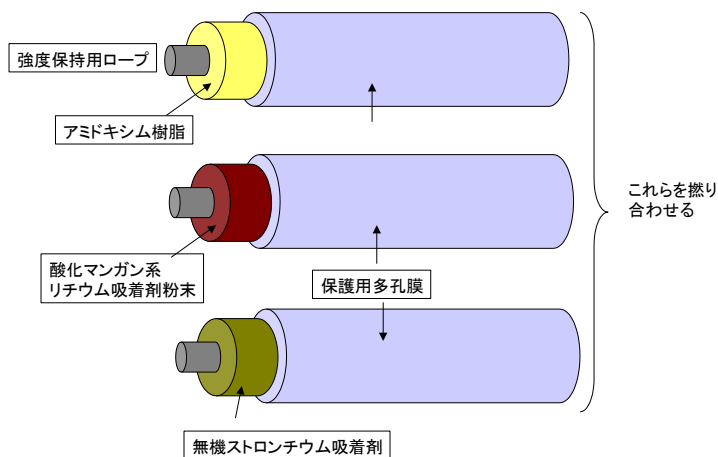 強度保持用ロープ
アミドキシム樹脂
酸化マンガン系
リチウム吸着剤粉末
保護用多孔膜
これらを撚り
合わせる
無機ストロンチウム吸着剤